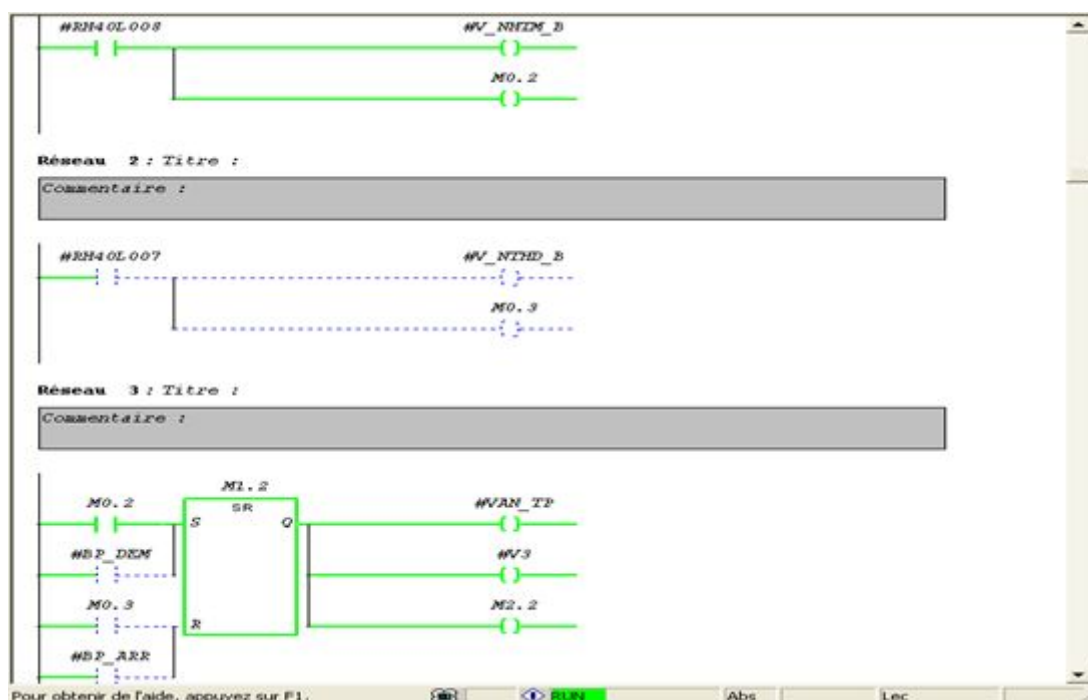 #RH40L008 #V_NHIM_B
M0.2
Réseau 2 : Titre :
Commentaire :
#RH40L007 #V_NTHD_B
M0.3
Réseau 3 : Titre :
Commentaire :
M1.2
M0.2 SR #VAN_TP
S Q
#BP_DEM #V3
M0.3 M2.2
R
#BP_ARR
Pour obtenir de l'aide, appuyez sur F1. RUN Abs Lec